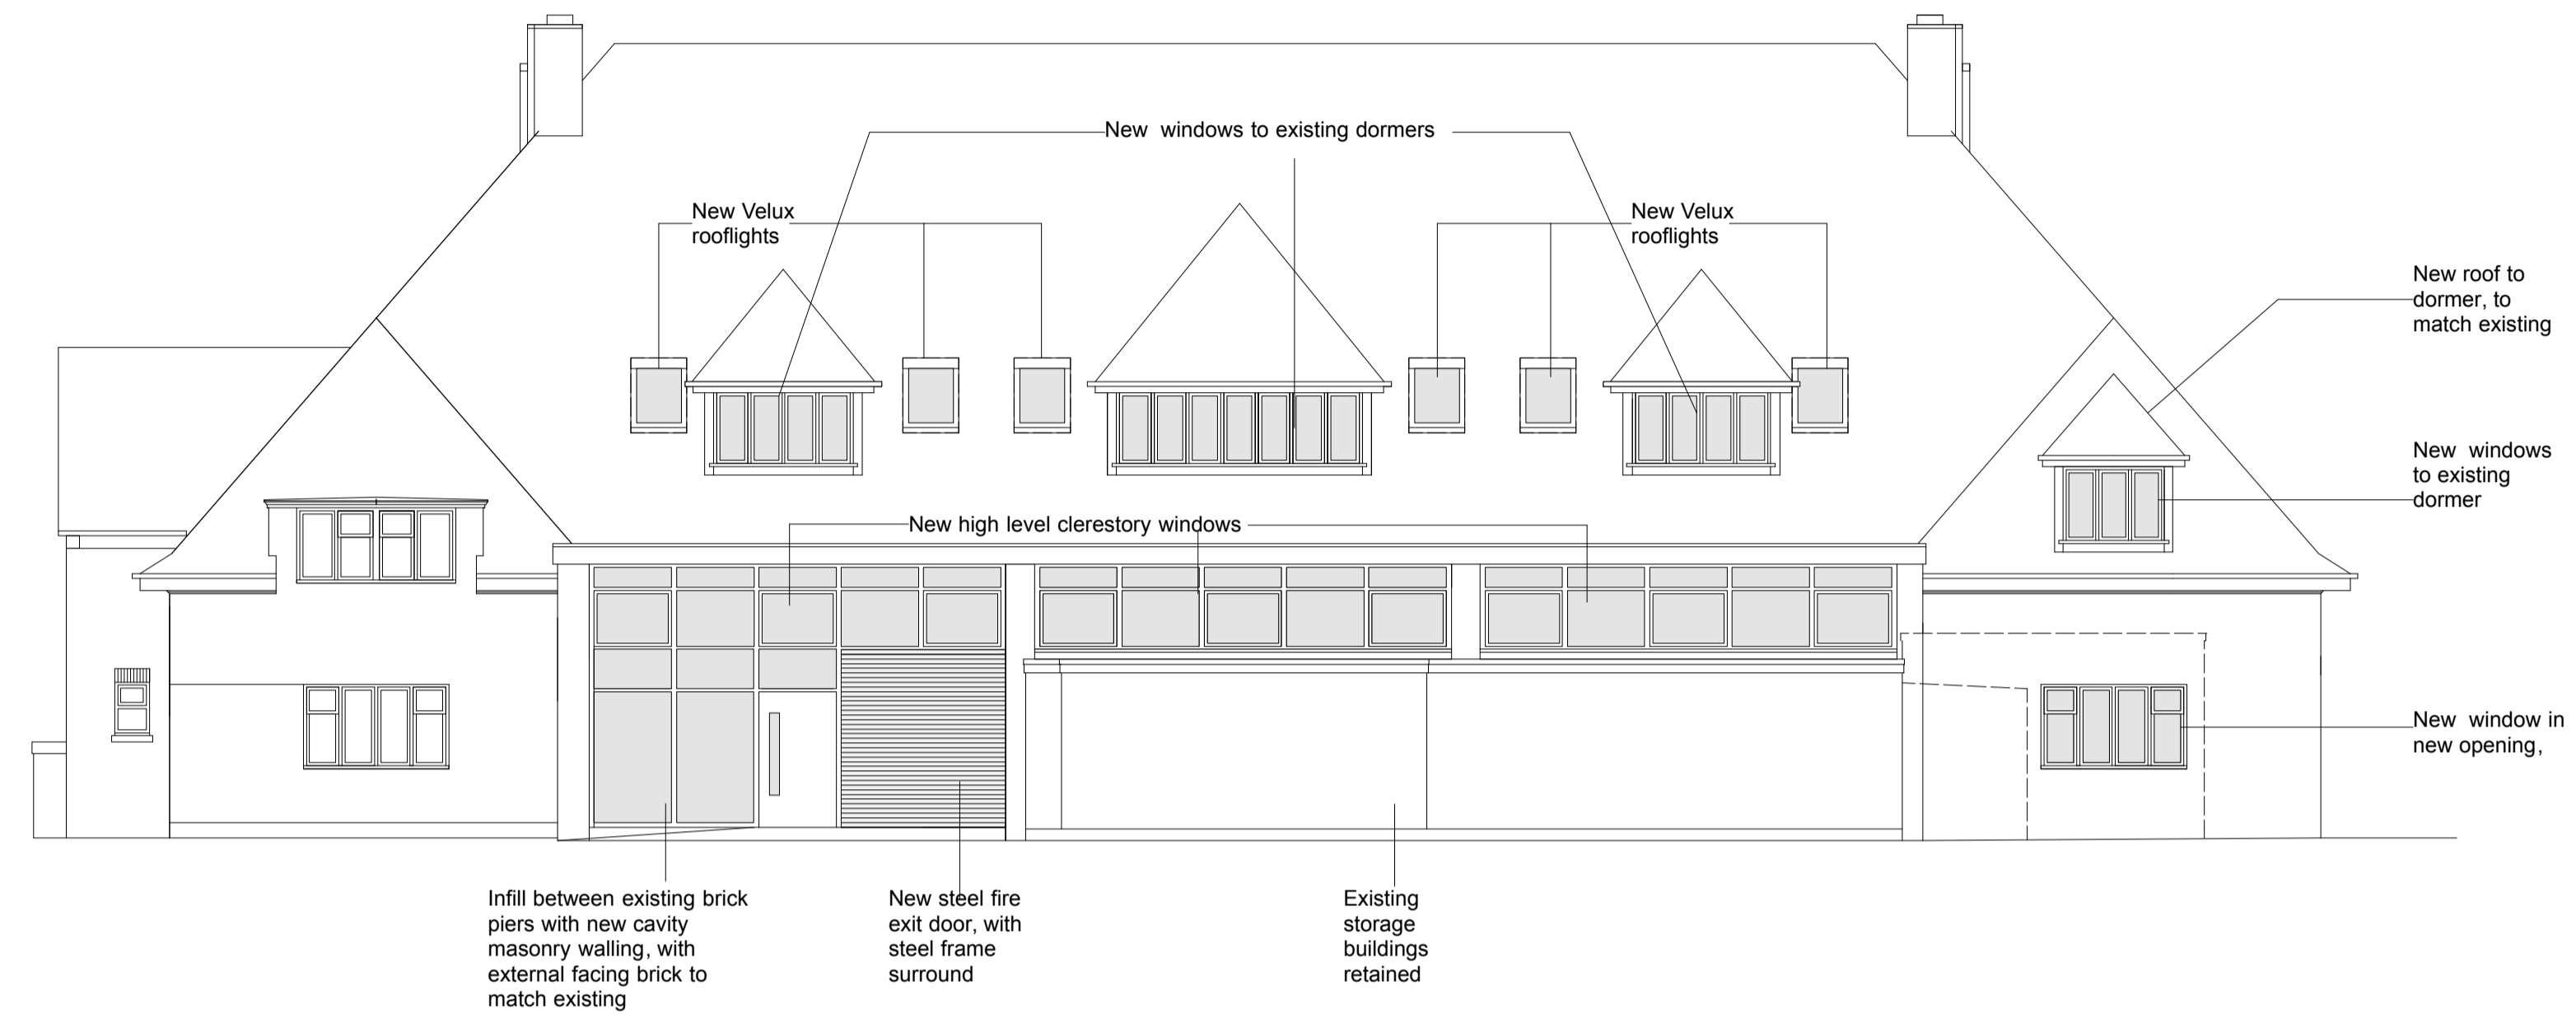 New windows to existing dormers
New Velux
rooflights
New Velux
rooflights
New roof to
dormer, to
match existing
New windows
to existing
dormer
New high level clerestory windows
New window in
new opening,
Infill between existing brick
piers with new cavity
masonry walling, with
external facing brick to
match existing
New steel fire
exit door, with
steel frame
surround
Existing
storage
buildings
retained